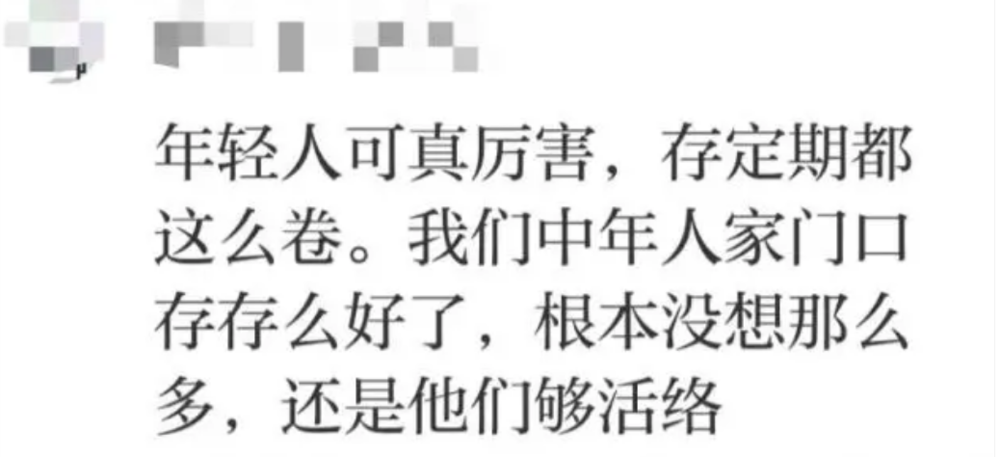 年轻人可真厉害，存定期都
这么卷。我们中年人家门口
存存么好了，根本没想那么
多，还是他们够活络